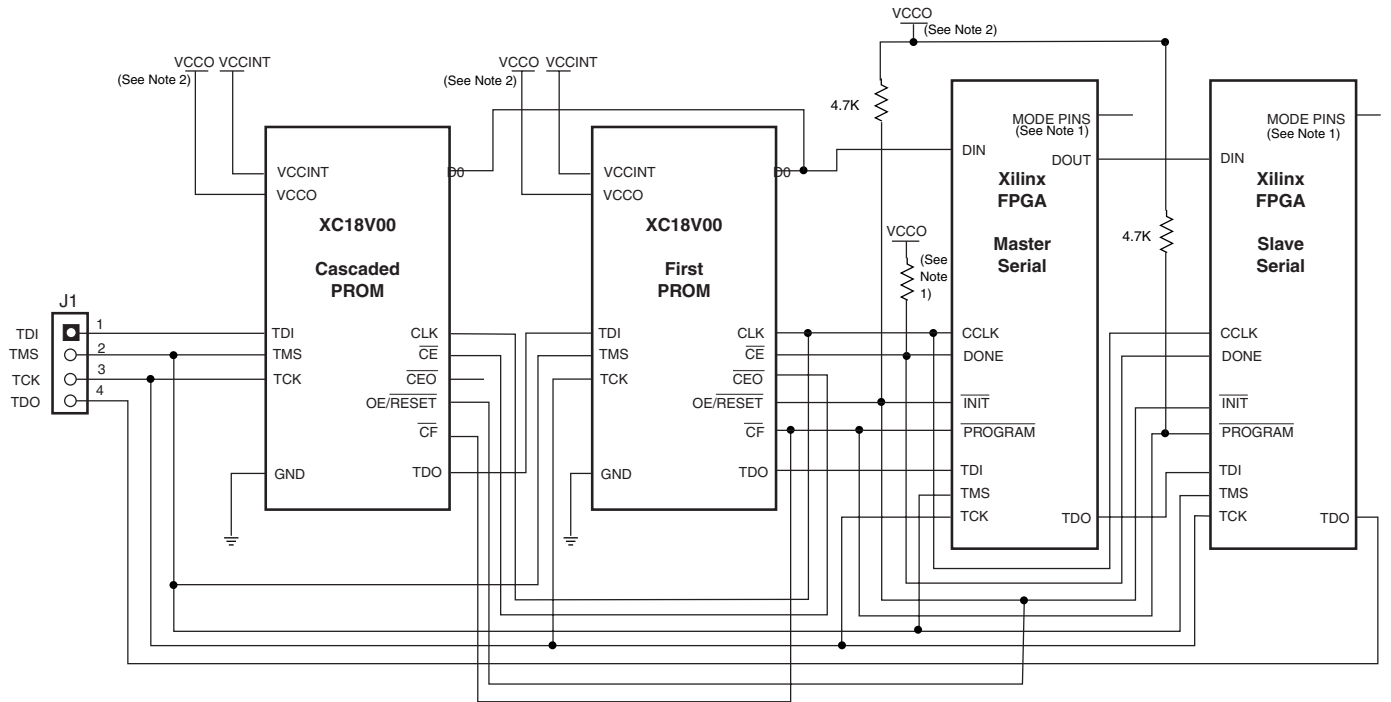 VCCO
(See Note 2)
VCCO VCCINT
(See Note 2)
VCCO VCCINT
(See Note 2)
4.7K
4.7K
VCCO
(See
Note
1)
J1
TDI
TMS
TCK
TDO
1
2
3
4
VCCINT
VCCO
XC18V00
Cascaded
PROM
D0
TDI
TMS
TCK
GND
CLK
CE
CEO
OE/RESET
CF
TDO
VCCINT
VCCO
XC18V00
First
PROM
D0
TDI
TMS
TCK
GND
CLK
CE
CEO
OE/RESET
CF
TDO
MODE PINS
(See Note 1)
DIN
DOUT
Xilinx
FPGA
Master
Serial
CCLK
DONE
INIT
PROGRAM
TDI
TMS
TCK
TDO
MODE PINS
(See Note 1)
DIN
Xilinx
FPGA
Slave
Serial
CCLK
DONE
INIT
PROGRAM
TDI
TMS
TCK
TDO